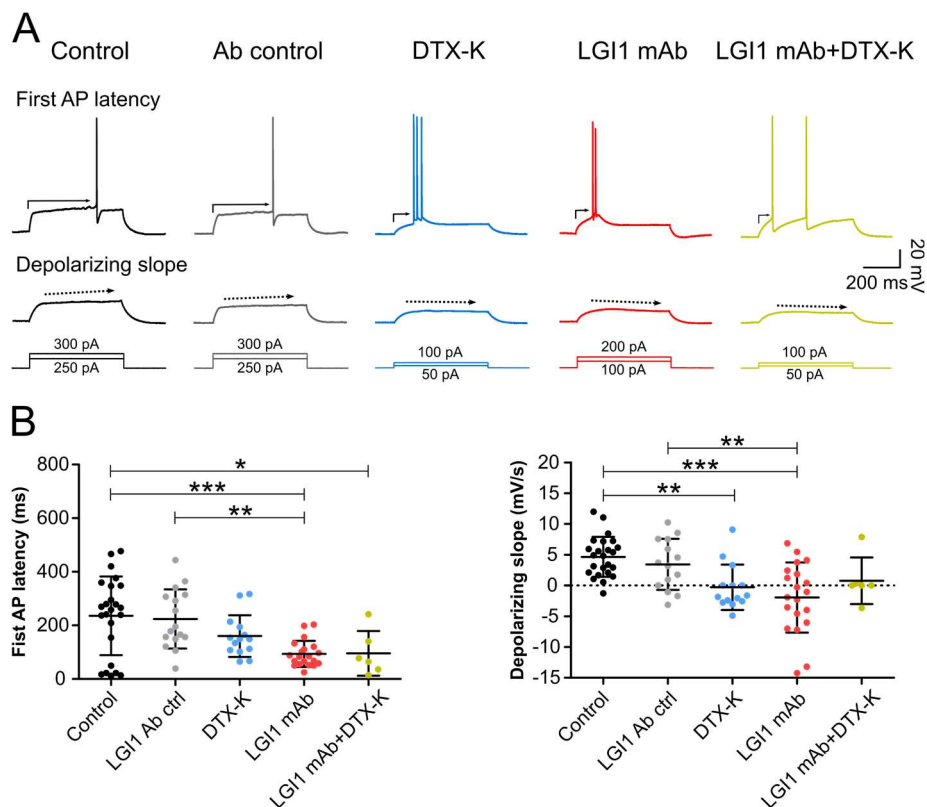 A
Control Ab control DTX-K LGI1 mAb LGI1 mAb+DTX-K
First AP latency
20 mV
200 ms
Depolarizing slope
300 pA 300 pA 100 pA 200 pA 100 pA
250 pA 250 pA 50 pA 100 pA 50 pA
B
Fist AP latency (ms)
800
600
400
200
0
*
***
**
Control
LGI1 Ab ctrl
DTX-K
LGI1 mAb
LGI1 mAb+DTX-K
Depolarizing slope (mV/s)
20
15
10
5
0
-5
-10
-15
**
***
**
Control
LGI1 Ab ctrl
DTX-K
LGI1 mAb
LGI1 mAb+DTX-K